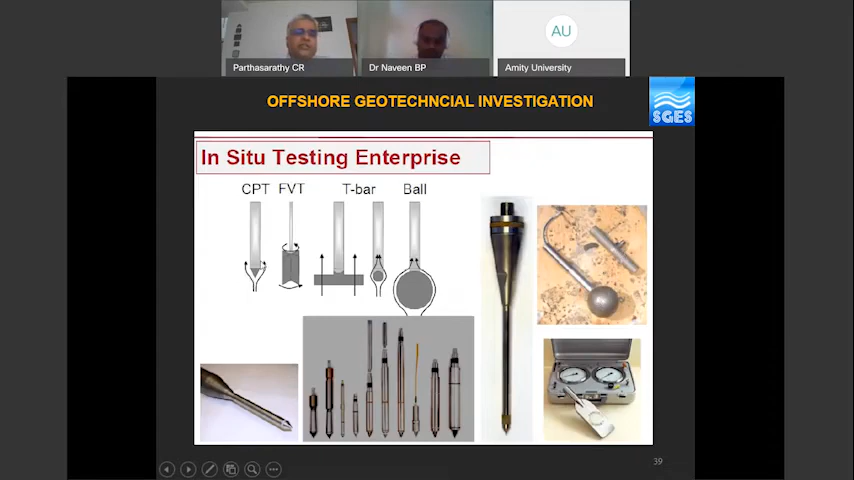 AU
Parthasarathy CR
Dr Naveen BP
Amity University
OFFSHORE GEOTECHNCIAL INVESTIGATION
SGES
In Situ Testing Enterprise
CPT FVT T-bar Ball
39